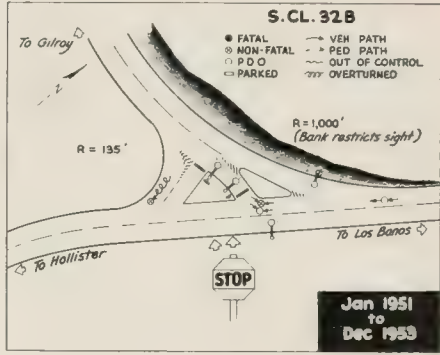 S.CL.32B
FATAL
NON-FATAL
P D O
PARKED
VEH PATH
PED PATH
OUT OF CONTROL
OVERTURNED
To Gilroy
R = 1,000'
(Bank restricts sight)
R = 135'
To Los Banos
To Hollister
STOP
Jan 1951
to
Dec 1953